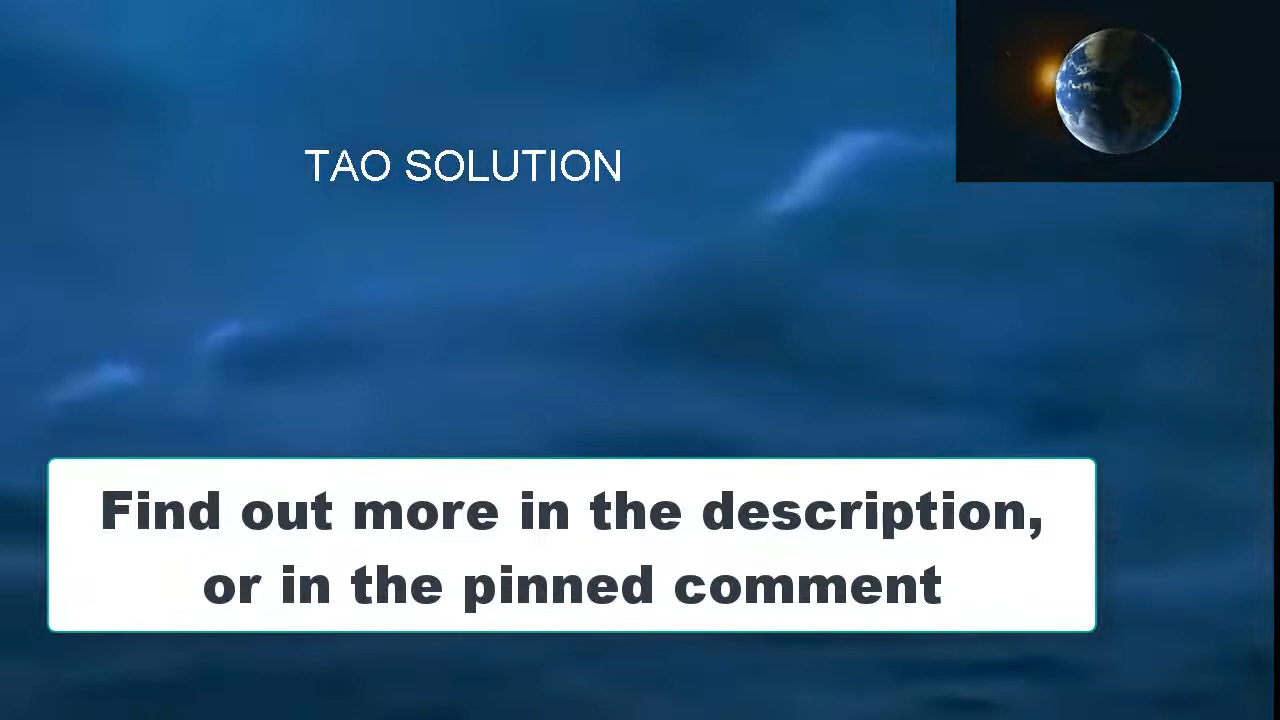 TAO SOLUTION
Find out more in the description,
or in the pinned comment